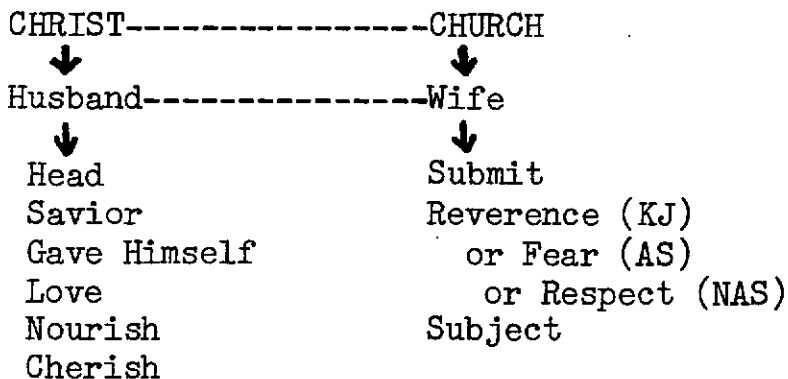 CHRIST----------------CHURCH
Husband---------------Wife
Head Submit
Savior Reverence (KJ)
Gave Himself or Fear (AS)
Love or Respect (NAS)
Nourish Subject
Cherish